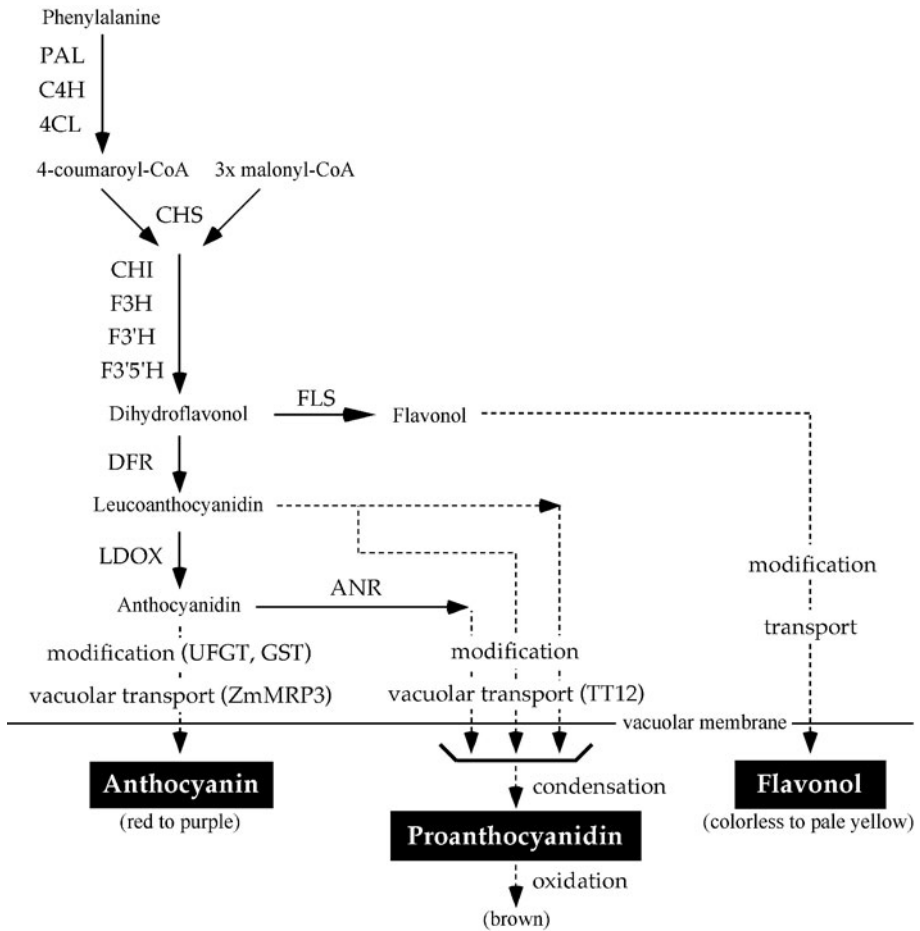 Phenylalanine
PAL
C4H
4CL
4-coumaroyl-CoA 3x malonyl-CoA
CHS
CHI
F3H
F3'H
F3'5'H
FLS
Dihydroflavonol Flavonol
DFR
Leucoanthocyanidin
LDOX
modification
ANR
Anthocyanidin
transport
modification (UFGT, GST) modification
vacuolar transport (ZmMRP3) vacuolar transport (TT12)
vacuolar membrane
Anthocyanin Flavonol
(red to purple) condensation (colorless to pale yellow)
Proanthocyanidin
oxidation
(brown)